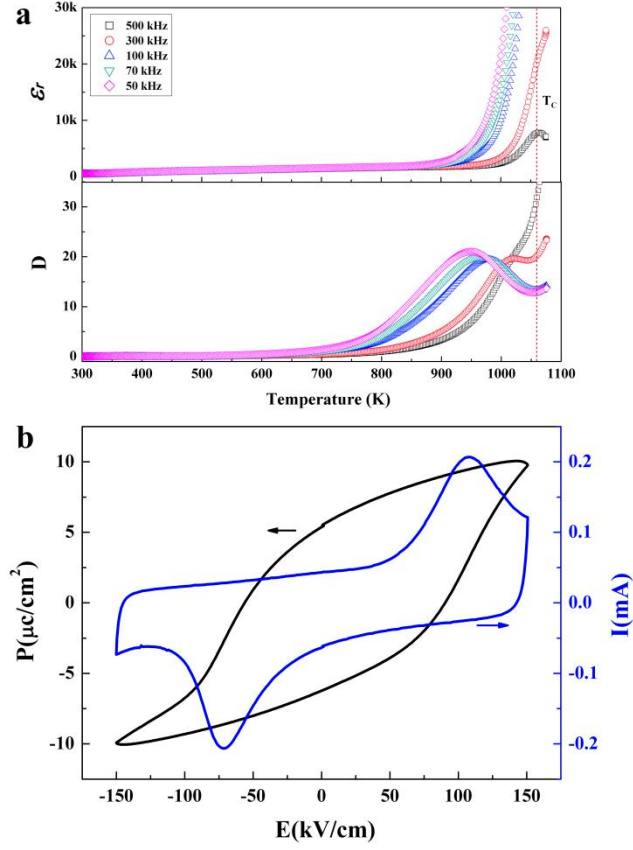 a
30k
20k
10k
0
εr
500 kHz
300 kHz
100 kHz
70 kHz
50 kHz
TC
30
20
10
0
D
300 400 500 600 700 800 900 1000 1100
Temperature (K)
b
10
5
0
-5
-10
P(μc/cm2)
0.2
0.1
0.0
-0.1
-0.2
I(mA)
-150 -100 -50 0 50 100 150
E(kV/cm)